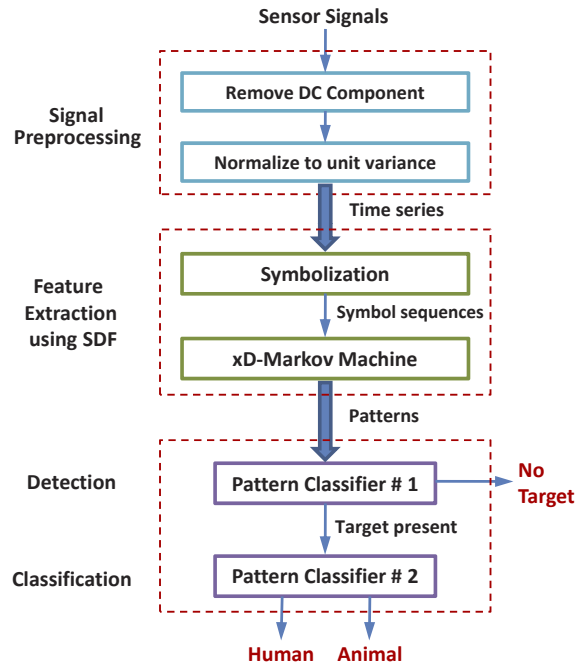 Sensor Signals
Signal
Preprocessing
Remove DC Component
Normalize to unit variance
Time series
Feature
Extraction
using SDF
Symbolization
Symbol sequences
xD-Markov Machine
Patterns
Detection
Pattern Classifier # 1
No
Target
Target present
Classification
Pattern Classifier # 2
Human
Animal